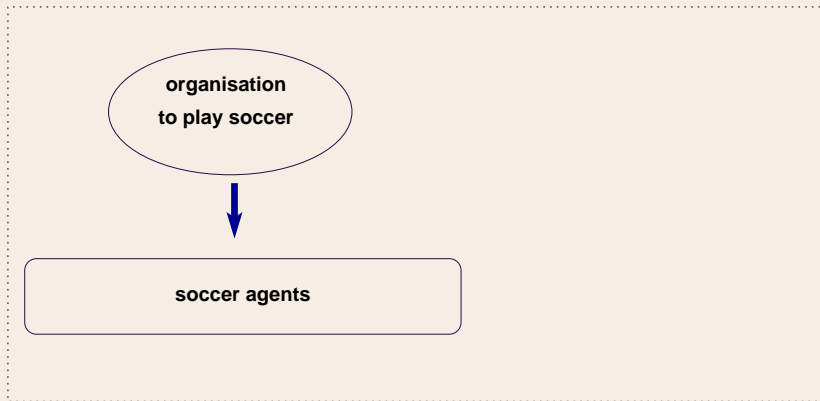 organisation
to play soccer
soccer agents